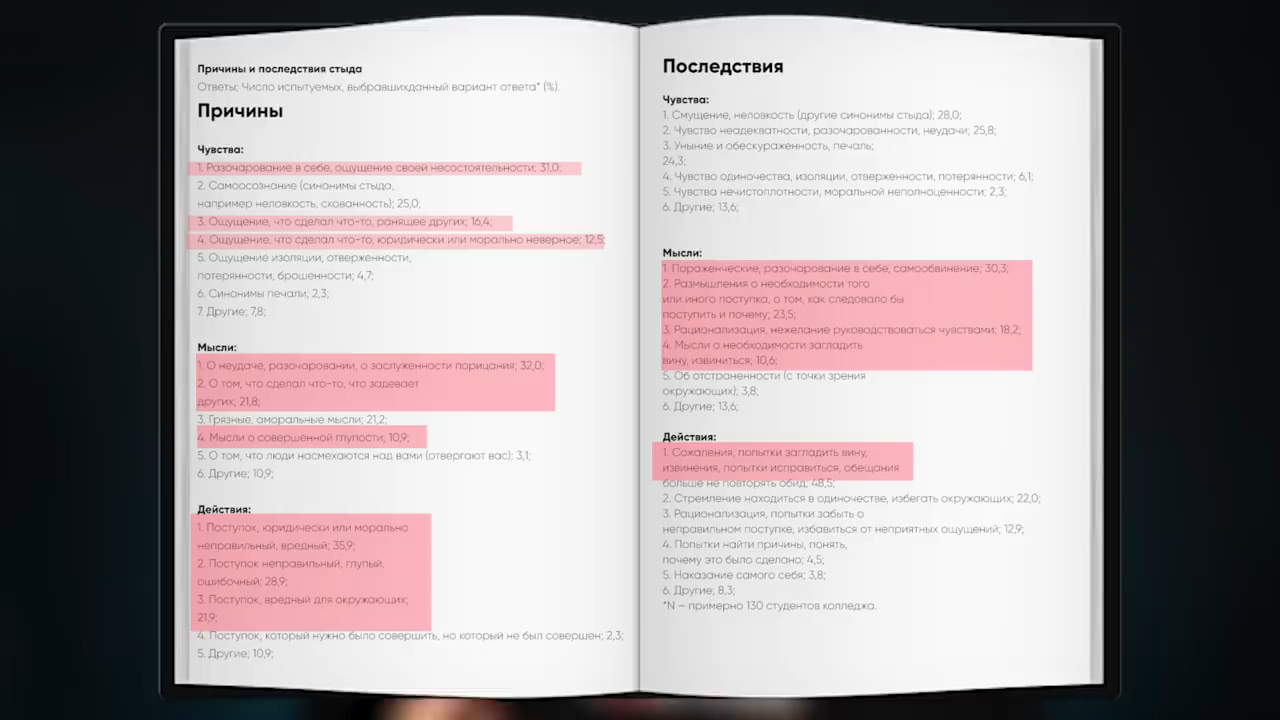 Причины и последствия стыда
Ответы; Число испытуемых, выбравшихданный вариант ответа* (%).
Причины
Чувства:
1. Разочарование в себе, ощущение своей несостоятельности; 31,0;
2. Самоосознание (синонимы стыда,
например неловкость, скованность); 25,0;
3. Ощущение, что сделал что-то, ранящее других; 16,4;
4. Ощущение, что сделал что-то, юридически или морально неверное; 12,5;
5. Ощущение изоляции, отверженности,
потерянности, брошенности; 4,7;
6. Синонимы печали; 2,3;
7. Другие; 7,8;
Мысли:
1. О неудаче, разочаровании, о заслуженности порицания; 32,0;
2. О том, что сделал что-то, что задевает
других; 21,8;
3. Грязные, аморальные мысли; 21,2;
4. Мысли о совершенной глупости; 10,9;
5. О том, что люди насмехаются над вами (отвергают вас); 3,1;
6. Другие; 10,9;
Действия:
1. Поступок, юридически или морально
неправильный, вредный; 35,9;
2. Поступок неправильный, глупый,
ошибочный; 28,9;
3. Поступок, вредный для окружающих;
21,9;
4. Поступок, который нужно было совершить, но который не был совершен; 2,3;
5. Другие; 10,9;
Последствия
Чувства:
1. Смущение, неловкость (другие синонимы стыда); 28,0;
2. Чувство неадекватности, разочарованности, неудачи; 25,8;
3. Уныние и обескураженность, печаль;
24,3;
4. Чувство одиночества, изоляции, отверженности, потерянности; 6,1;
5. Чувства нечистоплотности, моральной неполноценности; 2,3;
6. Другие; 13,6;
Мысли:
1. Пораженческие, разочарование в себе, самообвинение; 30,3;
2. Размышления о необходимости того
или иного поступка, о том, как следовало бы
поступить и почему; 23,5;
3. Рационализация, нежелание руководствоваться чувствами; 18,2;
4. Мысли о необходимости загладить
вину, извиниться; 10,6;
5. Об отстраненности (с точки зрения
окружающих); 3,8;
6. Другие; 13,6;
Действия:
1. Сожаления, попытки загладить вину,
извинения, попытки исправиться, обещания
больше не повторять обид; 48,5;
2. Стремление находиться в одиночестве, избегать окружающих; 22,0;
3. Рационализация, попытки забыть о
неправильном поступке, избавиться от неприятных ощущений; 12,9;
4. Попытки найти причины, понять,
почему это было сделано; 4,5;
5. Наказание самого себя; 3,8;
6. Другие; 8,3;
*N – примерно 130 студентов колледжа.